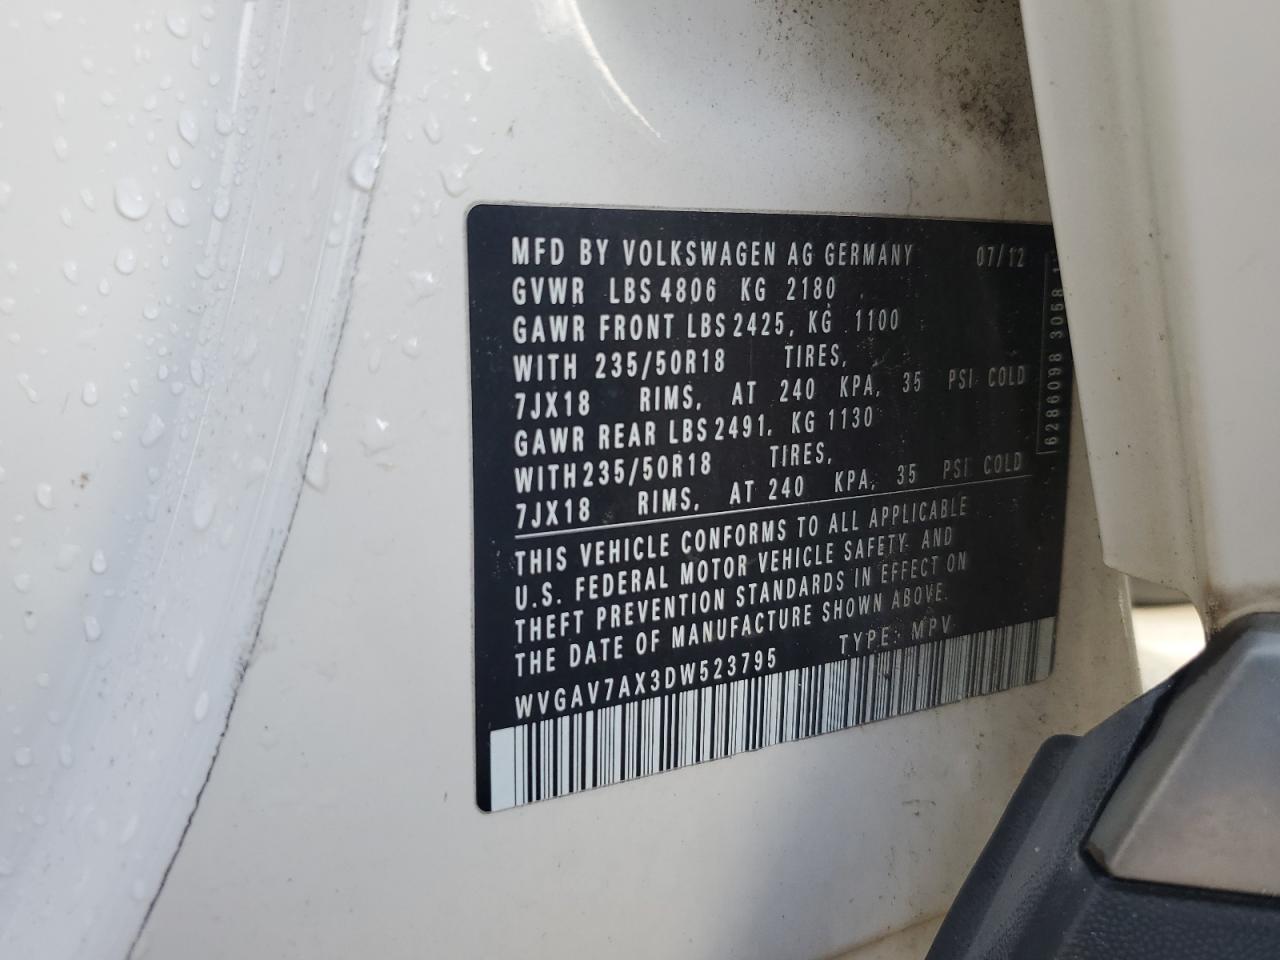 MFD BY VOLKSWAGEN AG GERMANY 07/12
GVWR LBS 4806 KG 2180
GAWR FRONT LBS 2425, KG 1100
WITH 235/50R18 TIRES,
7JX18 RIMS, AT 240 KPA, 35 PSI COLD
GAWR REAR LBS 2491, KG 1130
WITH 235/50R18 TIRES,
7JX18 RIMS, AT 240 KPA, 35 PSI COLD
THIS VEHICLE CONFORMS TO ALL APPLICABLE
U.S. FEDERAL MOTOR VEHICLE SAFETY AND
THEFT PREVENTION STANDARDS IN EFFECT ON
THE DATE OF MANUFACTURE SHOWN ABOVE.
WVGAV7AX3DW523795 TYPE: MPV
6286098 3058 1